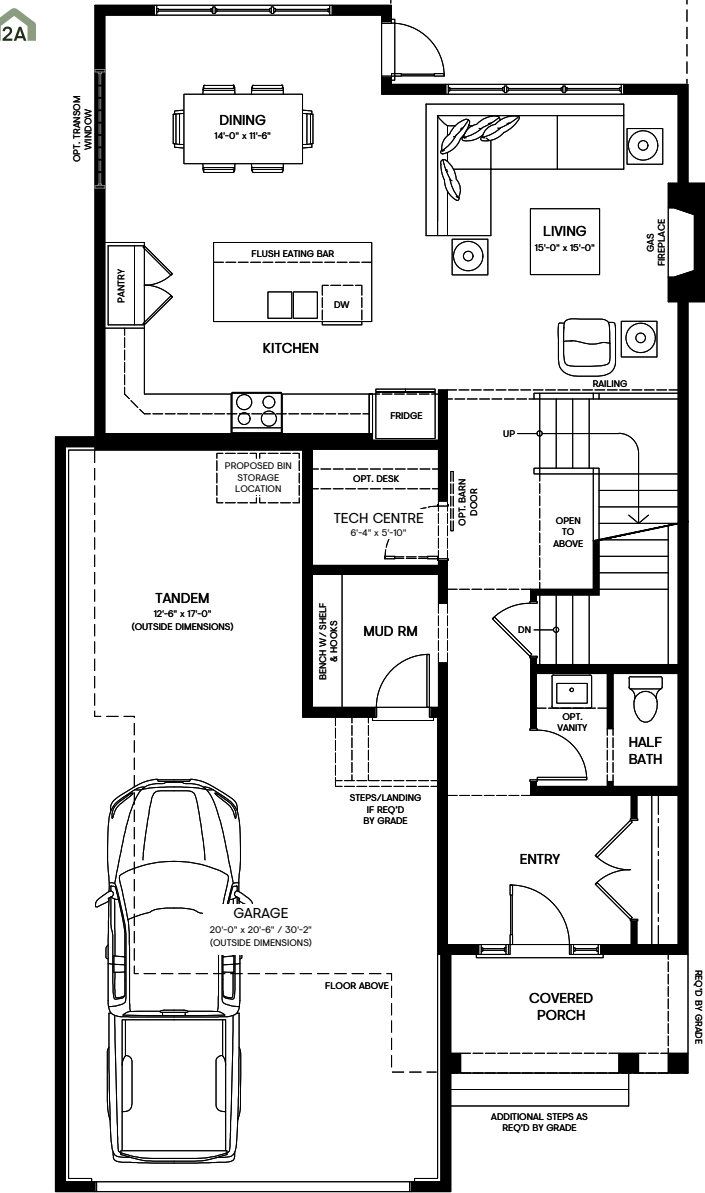 2A
OPT. TRANSOM
WINDOW
DINING
14'-0" x 11'-6"
LIVING
15'-0" x 15'-0"
GAS
FIREPLACE
PANTRY
FLUSH EATING BAR
DW
KITCHEN
RAILING
FRIDGE
UP
PROPOSED BIN
STORAGE
LOCATION
OPT. DESK
TECH CENTRE
6'-4" x 5'-10"
OPT. BARN
DOOR
OPEN
TO
ABOVE
TANDEM
12'-6" x 17'-0"
(OUTSIDE DIMENSIONS)
BENCH W/ SHELF
& HOOKS
MUD RM
DN
OPT.
VANITY
HALF
BATH
STEPS/LANDING
IF REQ'D
BY GRADE
ENTRY
GARAGE
20'-0" x 20'-6" / 30'-2"
(OUTSIDE DIMENSIONS)
FLOOR ABOVE
COVERED
PORCH
REQ'D BY GRADE
ADDITIONAL STEPS AS
REQ'D BY GRADE